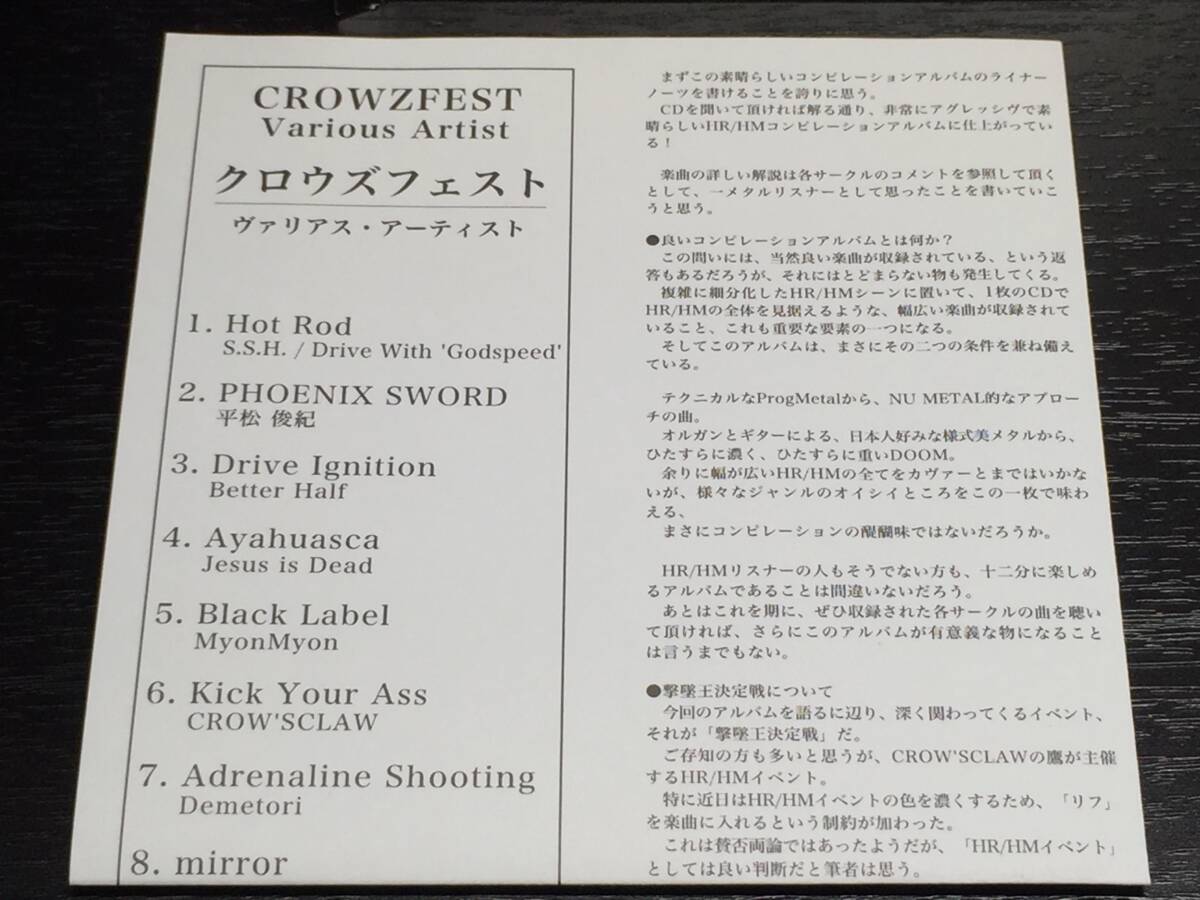 CROWZFEST
Various Artist
クロウズフェスト
ヴァリアス・アーティスト
1. Hot Rod
S.S.H. / Drive With 'Godspeed'
2. PHOENIX SWORD
平松 俊紀
3. Drive Ignition
Better Half
4. Ayahuasca
Jesus is Dead
5. Black Label
MyonMyon
6. Kick Your Ass
CROW'SCLAW
7. Adrenaline Shooting
Demetori
8. mirror
まずこの素晴らしいコンピレーションアルバムのライナー
ノーツを書けることを誇りに思う。
CDを聞いて頂ければ解る通り、非常にアグレッシヴで素
晴らしいHR/HMコンピレーションアルバムに仕上がってい
る！
楽曲の詳しい解説は各サークルのコメントを参照して頂く
として、一メタルリスナーとして思ったことを書いていこ
うと思う。
●良いコンピレーションアルバムとは何か？
この問いには、当然良い楽曲が収録されている、という返
答もあるだろうが、それにはとどまらない物も発生してくる。
複雑に細分化したHR/HMシーンに置いて、1枚のCDで
HR/HMの全体を見据えるような、幅広い楽曲が収録されて
いること、これも重要な要素の一つになる。
そしてこのアルバムは、まさにその二つの条件を兼ね備え
ている。
テクニカルなProgMetalから、NU METAL的なアプロー
チの曲。
オルガンとギターによる、日本人好みな様式美メタルから、
ひたすらに濃く、ひたすらに重いDOOM。
余りに幅が広いHR/HMの全てをカヴァーとまではいかな
いが、様々なジャンルのオイシイところをこの一枚で味わ
える、
まさにコンピレーションの醍醐味ではないだろうか。
HR/HMリスナーの人もそうでない方も、十二分に楽しめ
るアルバムであることは間違いないだろう。
あとはこれを期に、ぜひ収録された各サークルの曲を聴い
て頂ければ、さらにこのアルバムが有意義な物になること
は言うまでもない。
●撃墜王決定戦について
今回のアルバムを語るに辺り、深く関わってくるイベント、
それが「撃墜王決定戦」だ。
ご存知の方も多いと思うが、CROW'SCLAWの鷹が主催
するHR/HMイベント。
特に近日はHR/HMイベントの色を濃くするため、「リフ」
を楽曲に入れるという制約が加わった。
これは賛否両論ではあったようだが、「HR/HMイベント」
としては良い判断だと筆者は思う。